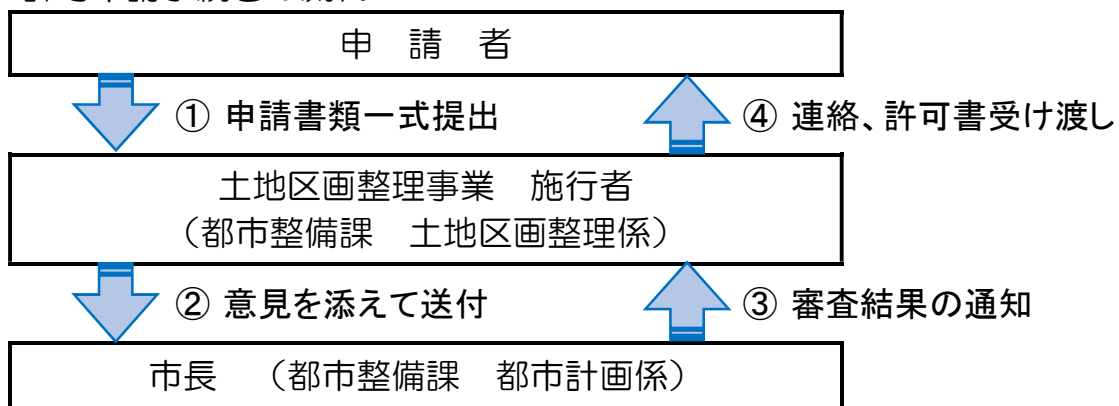 申　請　者
① 申請書類一式提出
④ 連絡、許可書受け渡し
土地区画整理事業　施行者
（都市整備課　土地区画整理係）
② 意見を添えて送付
③ 審査結果の通知
市長　（都市整備課　都市計画係）